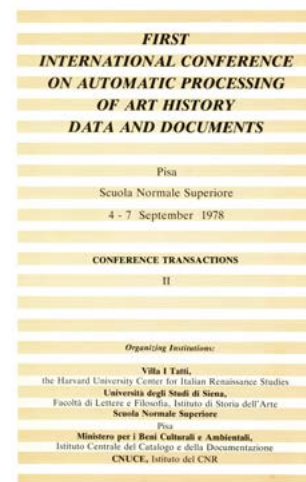 FIRST
INTERNATIONAL CONFERENCE
ON AUTOMATIC PROCESSING
OF ART HISTORY
DATA AND DOCUMENTS
Pisa
Scuola Normale Superiore
4 - 7 September 1978
CONFERENCE TRANSACTIONS
II
Organizing Institutions:
Villa I Tatti,
the Harvard University Center for Italian Renaissance Studies
Università degli Studi di Siena,
Facoltà di Lettere e Filosofia, Istituto di Storia dell'Arte
Scuola Normale Superiore
Pisa
Ministero per i Beni Culturali e Ambientali,
Istituto Centrale del Catalogo e della Documentazione
CNUCE, Istituto del CNR